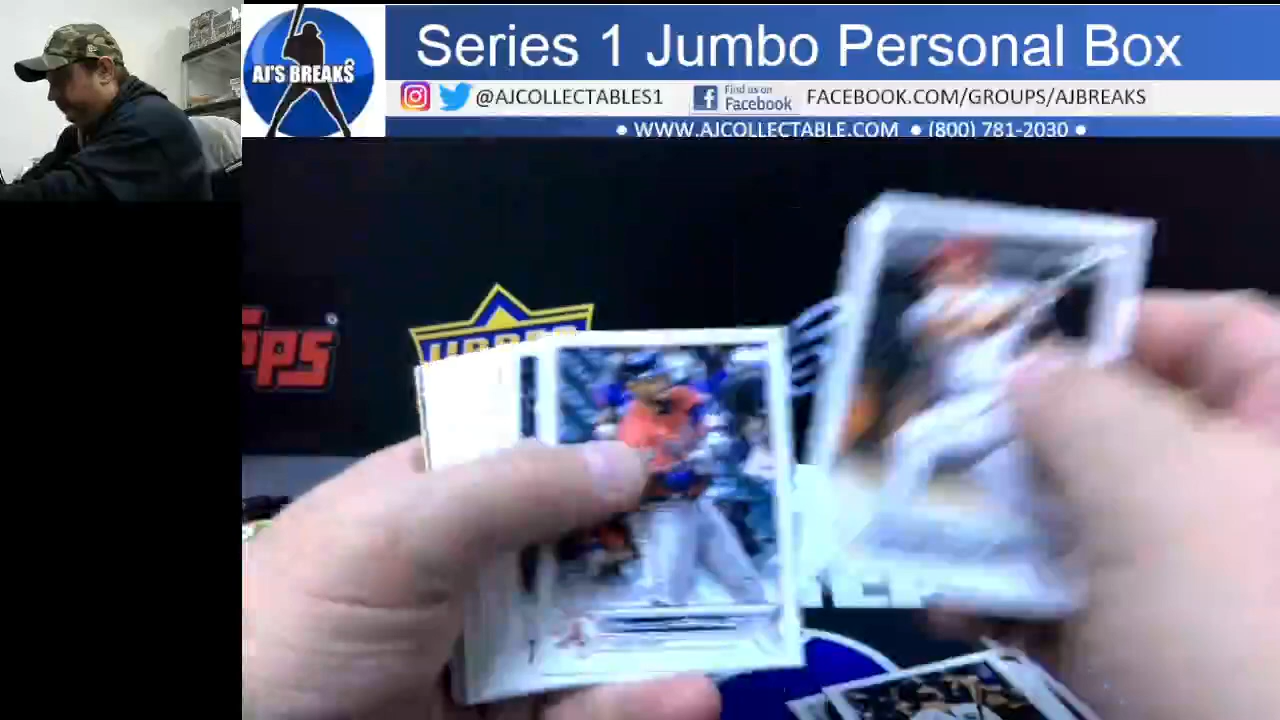 Series 1 Jumbo Personal Box
AJ'S BREAKS
@AJCOLLECTABLES1
Find us on
Facebook
FACEBOOK.COM/GROUPS/AJBREAKS
• WWW.AJCOLLECTABLE.COM • (800) 781-2030 •